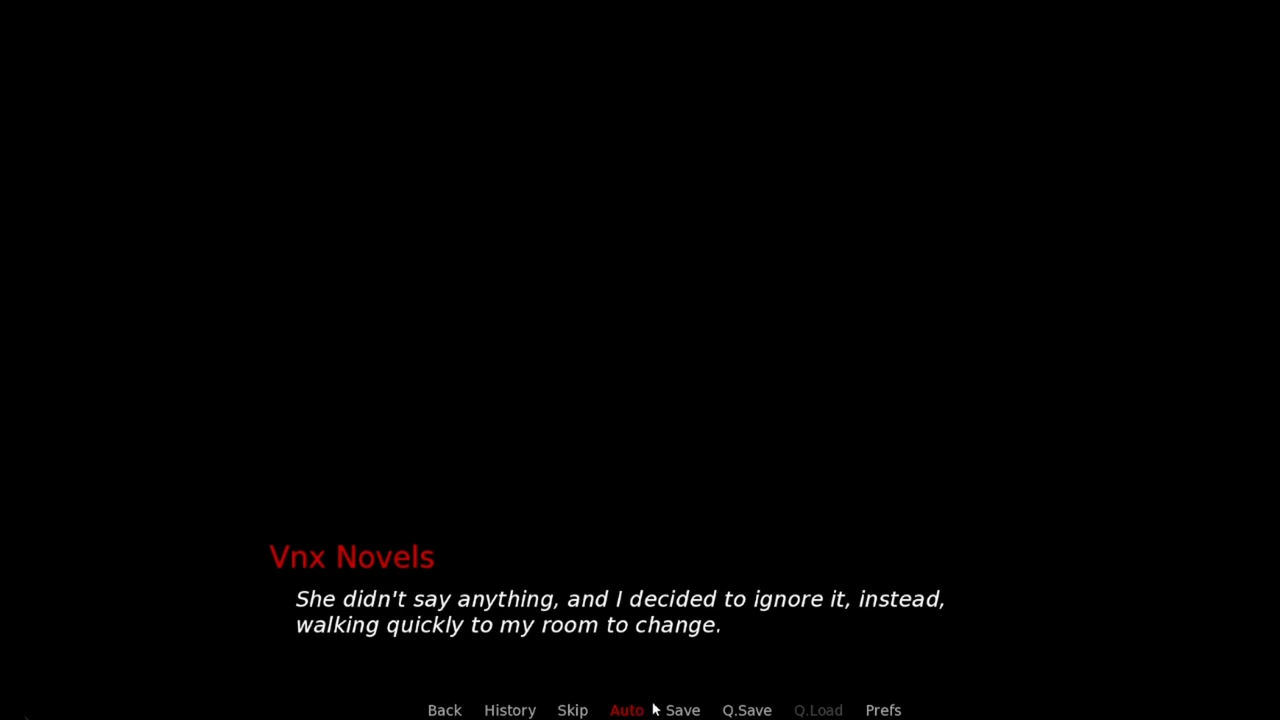 Vnx Novels
She didn't say anything, and I decided to ignore it, instead,
walking quickly to my room to change.
Back History Skip Auto Save Q.Save Q.Load Prefs